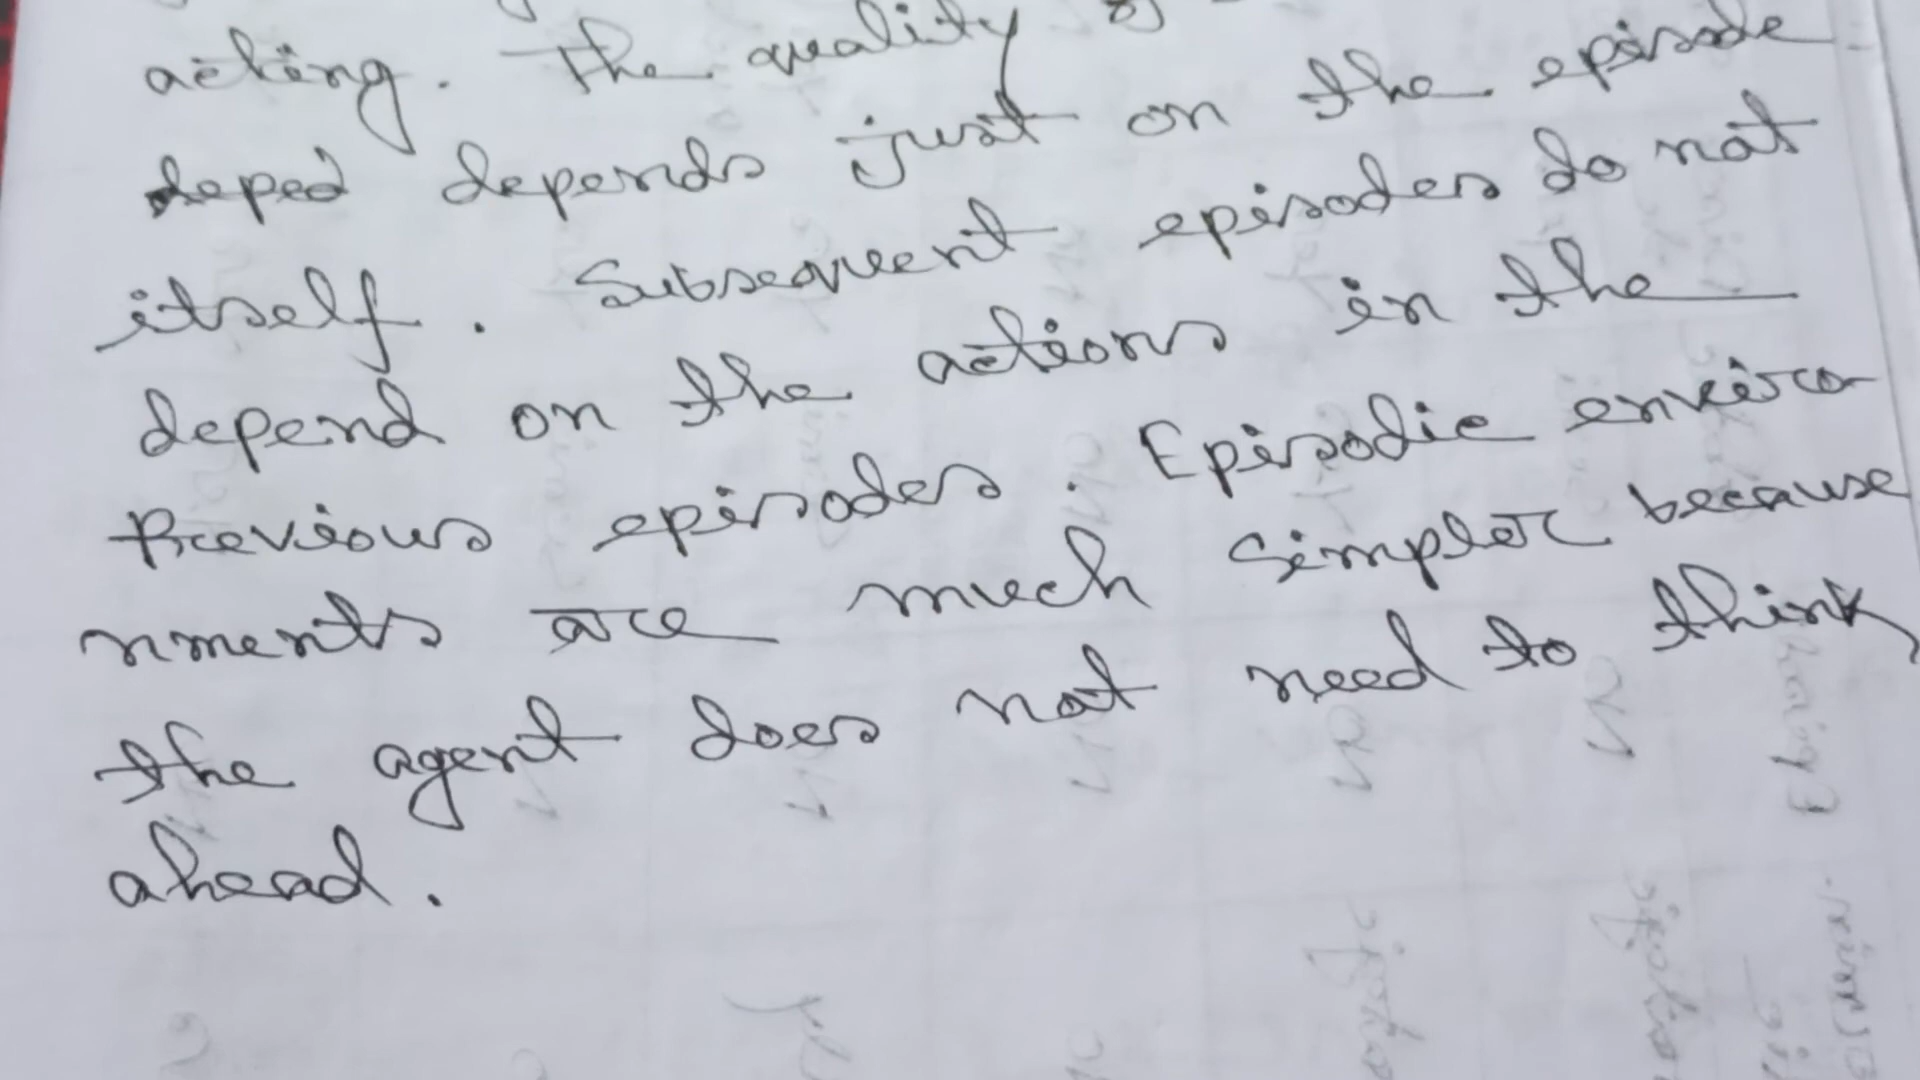 acting. The quality of
deped depends just on the episode
itself. Subsequent episodes do not
depend on the actions in the
Previous episodes. Episodic enviro-
nments are much simpler because
the agent does not need to think
ahead.